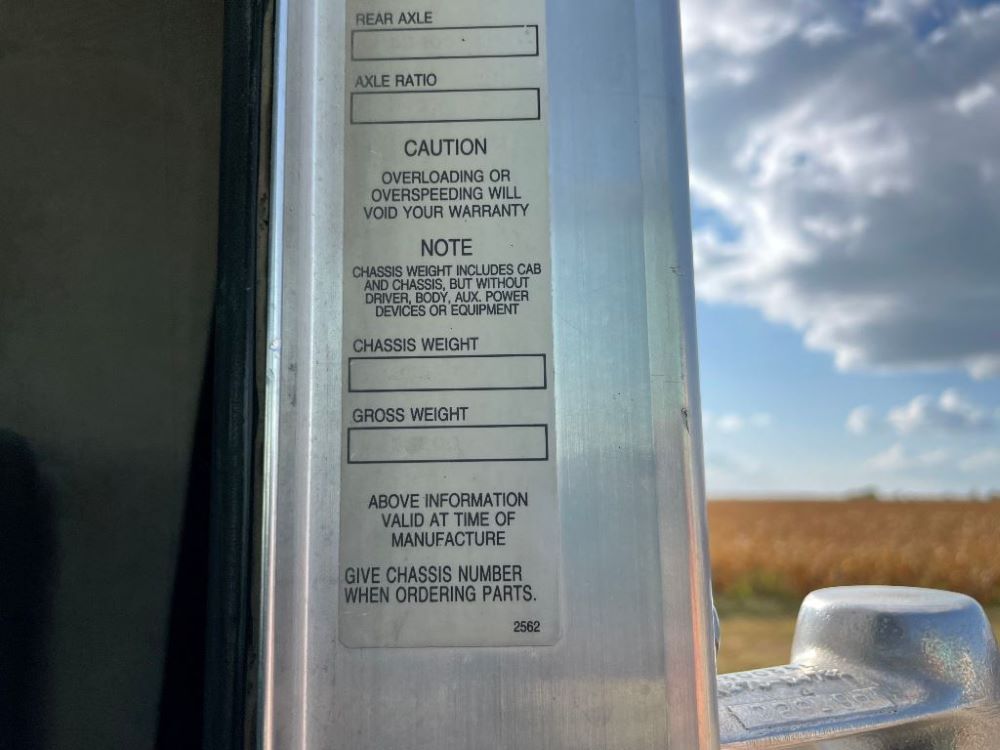 REAR AXLE
AXLE RATIO
CAUTION
OVERLOADING OR
OVERSPEEDING WILL
VOID YOUR WARRANTY
NOTE
CHASSIS WEIGHT INCLUDES CAB
AND CHASSIS, BUT WITHOUT
DRIVER, BODY, AUX. POWER
DEVICES OR EQUIPMENT
CHASSIS WEIGHT
GROSS WEIGHT
ABOVE INFORMATION
VALID AT TIME OF
MANUFACTURE
GIVE CHASSIS NUMBER
WHEN ORDERING PARTS.
2562